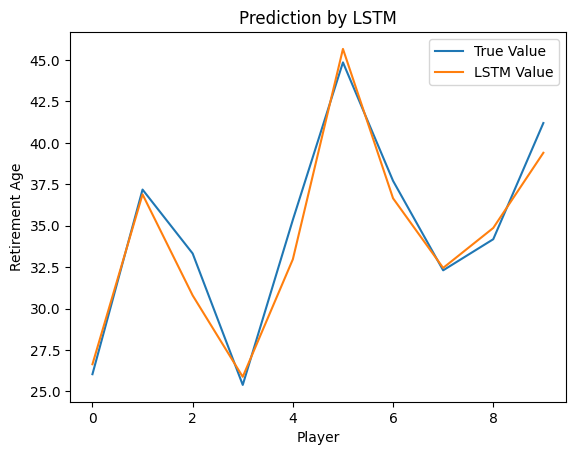 Prediction by LSTM
True Value
LSTM Value
45.0
42.5
40.0
37.5
35.0
32.5
30.0
27.5
25.0
Retirement Age
0
2
4
6
8
Player